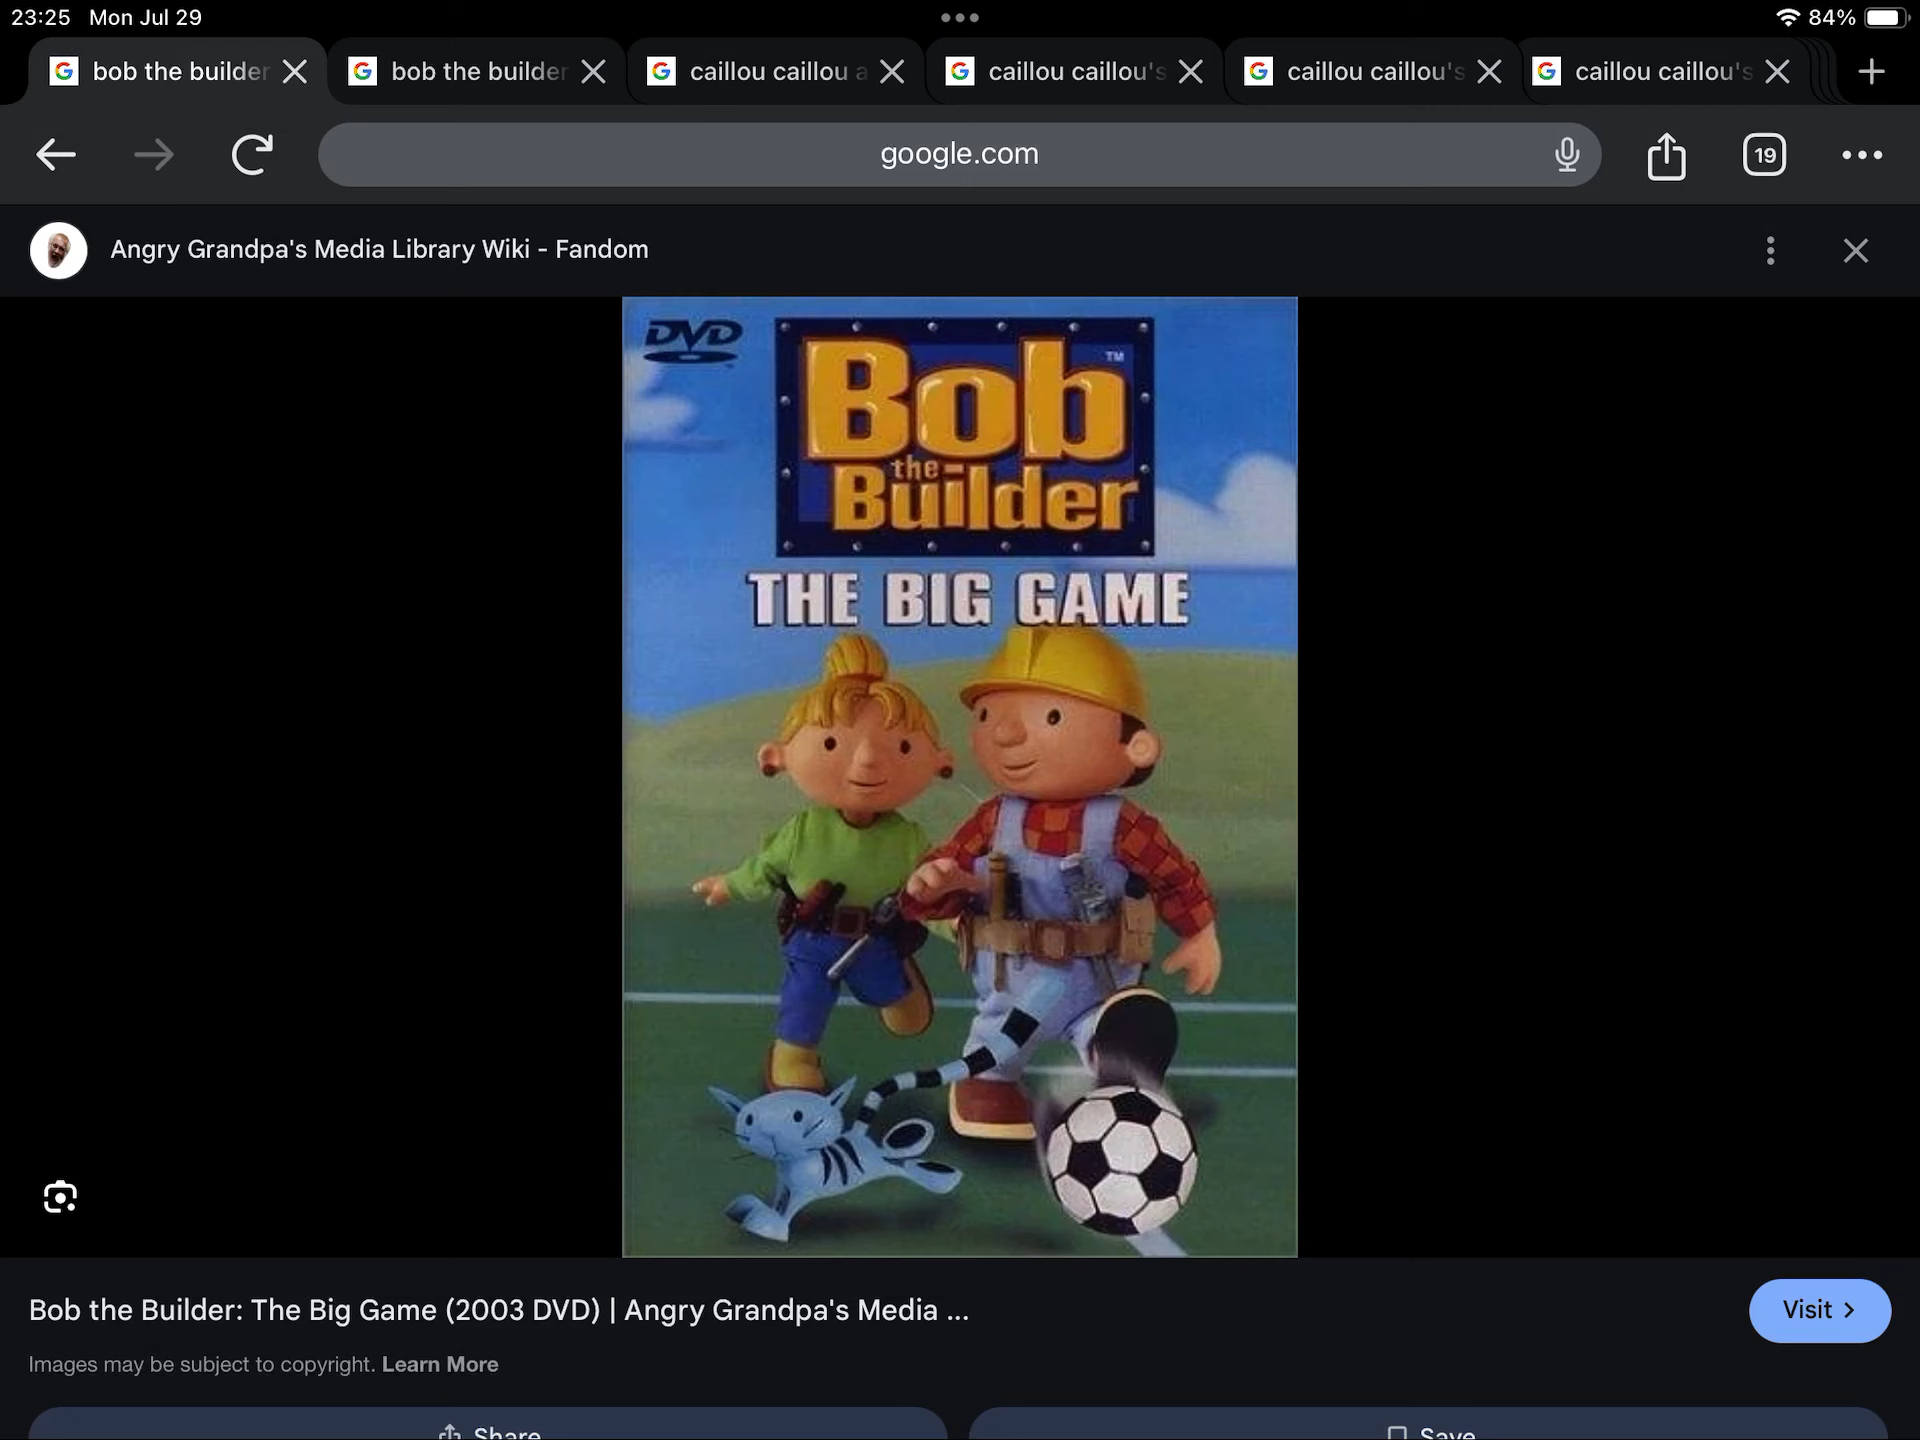 23:25 Mon Jul 29
84%
bob the builder
bob the builder
caillou caillou a
caillou caillou's
caillou caillou's
caillou caillou's
google.com
19
Angry Grandpa's Media Library Wiki - Fandom
DVD
Bob
TM
the
Builder
THE BIG GAME
Bob the Builder: The Big Game (2003 DVD) | Angry Grandpa's Media ...
Visit
Images may be subject to copyright. Learn More
Share
Save